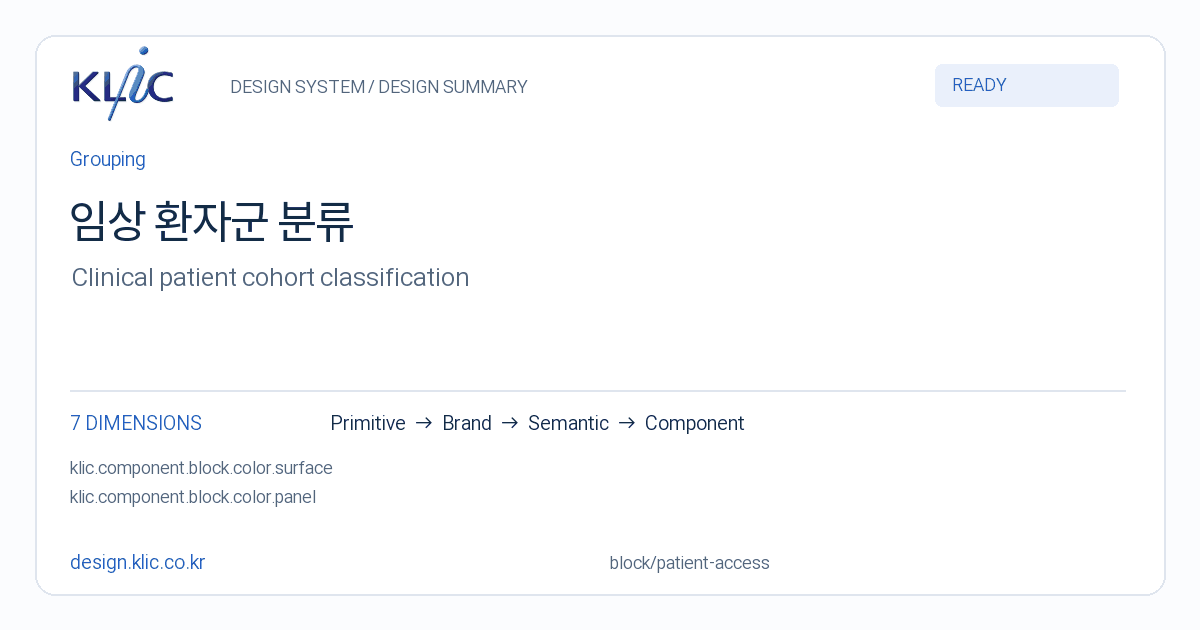 KLiC
DESIGN SYSTEM / DESIGN SUMMARY
READY
Grouping
임상 환자군 분류
Clinical patient cohort classification
7 DIMENSIONS
Primitive → Brand → Semantic → Component
klic.component.block.color.surface
klic.component.block.color.panel
design.klic.co.kr
block/patient-access